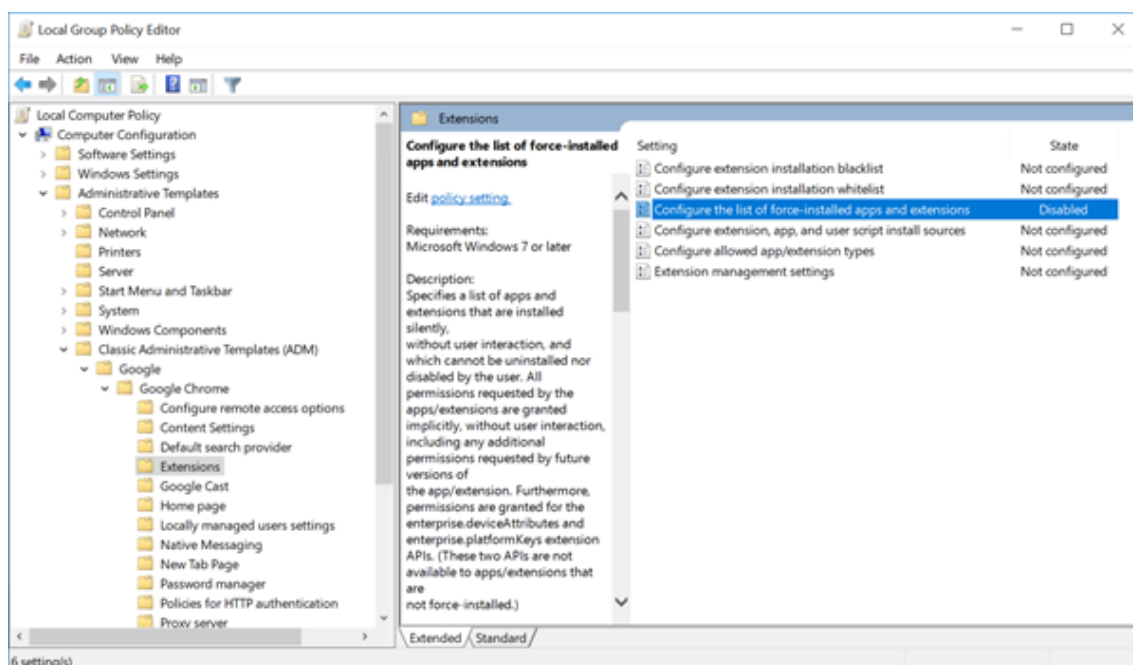 Local Group Policy Editor
File Action View Help
Local Computer Policy
Computer Configuration
Software Settings
Windows Settings
Administrative Templates
Control Panel
Network
Printers
Server
Start Menu and Taskbar
System
Windows Components
Classic Administrative Templates (ADM)
Google
Google Chrome
Configure remote access options
Content Settings
Default search provider
Extensions
Google Cast
Home page
Locally managed users settings
Native Messaging
New Tab Page
Password manager
Policies for HTTP authentication
Proxy server
Extensions
Configure the list of force-installed
apps and extensions
Edit policy setting.
Requirements:
Microsoft Windows 7 or later
Description:
Specifies a list of apps and
extensions that are installed
silently,
without user interaction, and
which cannot be uninstalled nor
disabled by the user. All
permissions requested by the
apps/extensions are granted
implicitly, without user interaction,
including any additional
permissions requested by future
versions of
the app/extension. Furthermore,
permissions are granted for the
enterprise.deviceAttributes and
enterprise.platformKeys extension
APIs. (These two APIs are not
available to apps/extensions that
are
not force-installed.)
Setting State
Configure extension installation blacklist Not configured
Configure extension installation whitelist Not configured
Configure the list of force-installed apps and extensions Disabled
Configure extension, app, and user script install sources Not configured
Configure allowed app/extension types Not configured
Extension management settings Not configured
Extended Standard
6 setting(s)